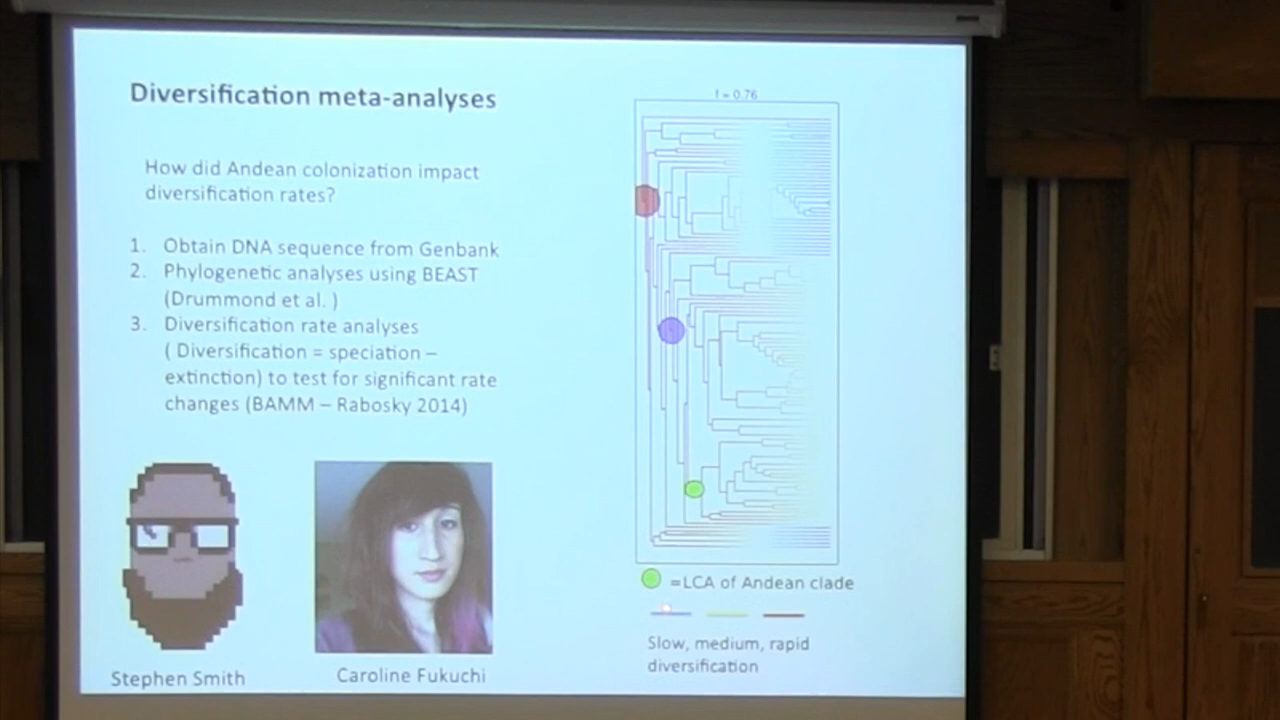 Diversification meta-analyses
How did Andean colonization impact
diversification rates?
1. Obtain DNA sequence from Genbank
2. Phylogenetic analyses using BEAST
(Drummond et al. )
3. Diversification rate analyses
( Diversification = speciation –
extinction) to test for significant rate
changes (BAMM – Rabosky 2014)
Stephen Smith
Caroline Fukuchi
f = 0.76
=LCA of Andean clade
Slow, medium, rapid
diversification